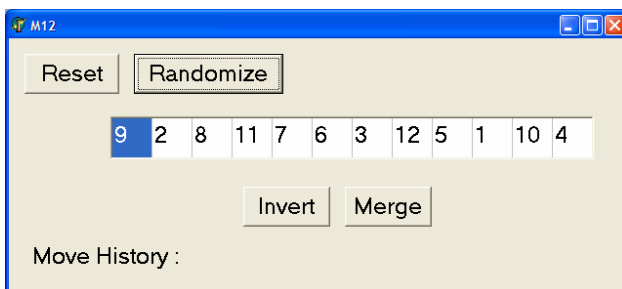 M12
Reset Randomize
9 2 8 11 7 6 3 12 5 1 10 4
Invert Merge
Move History :